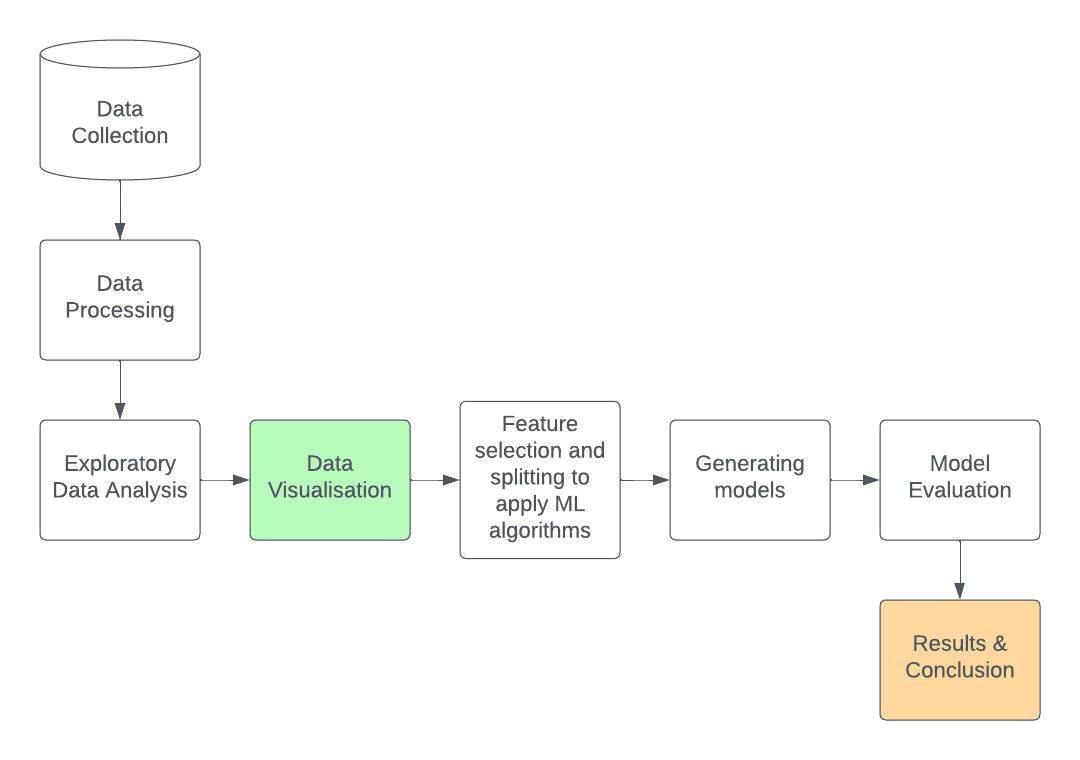 Data
Collection
Data
Processing
Exploratory
Data Analysis
Data
Visualisation
Feature
selection and
splitting to
apply ML
algorithms
Generating
models
Model
Evaluation
Results &
Conclusion